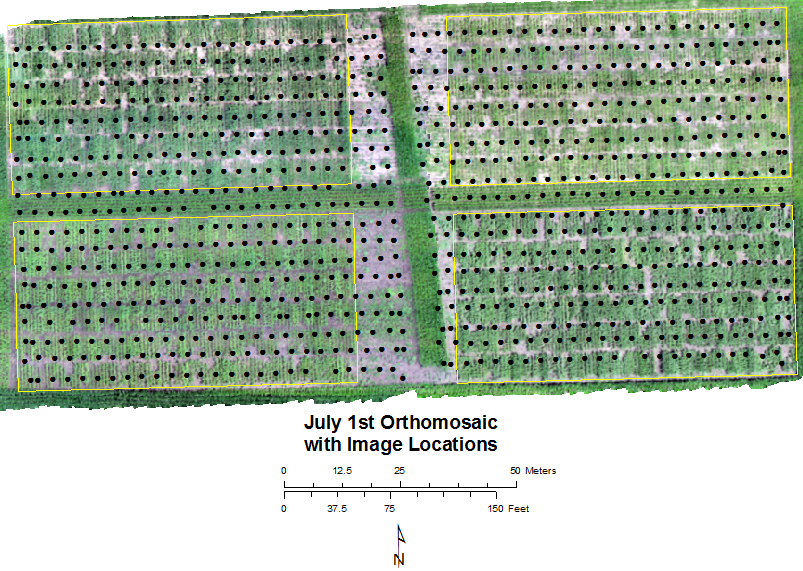 July 1st Orthomosaic
with Image Locations
0 12.5 25 50 Meters
0 37.5 75 150 Feet
N